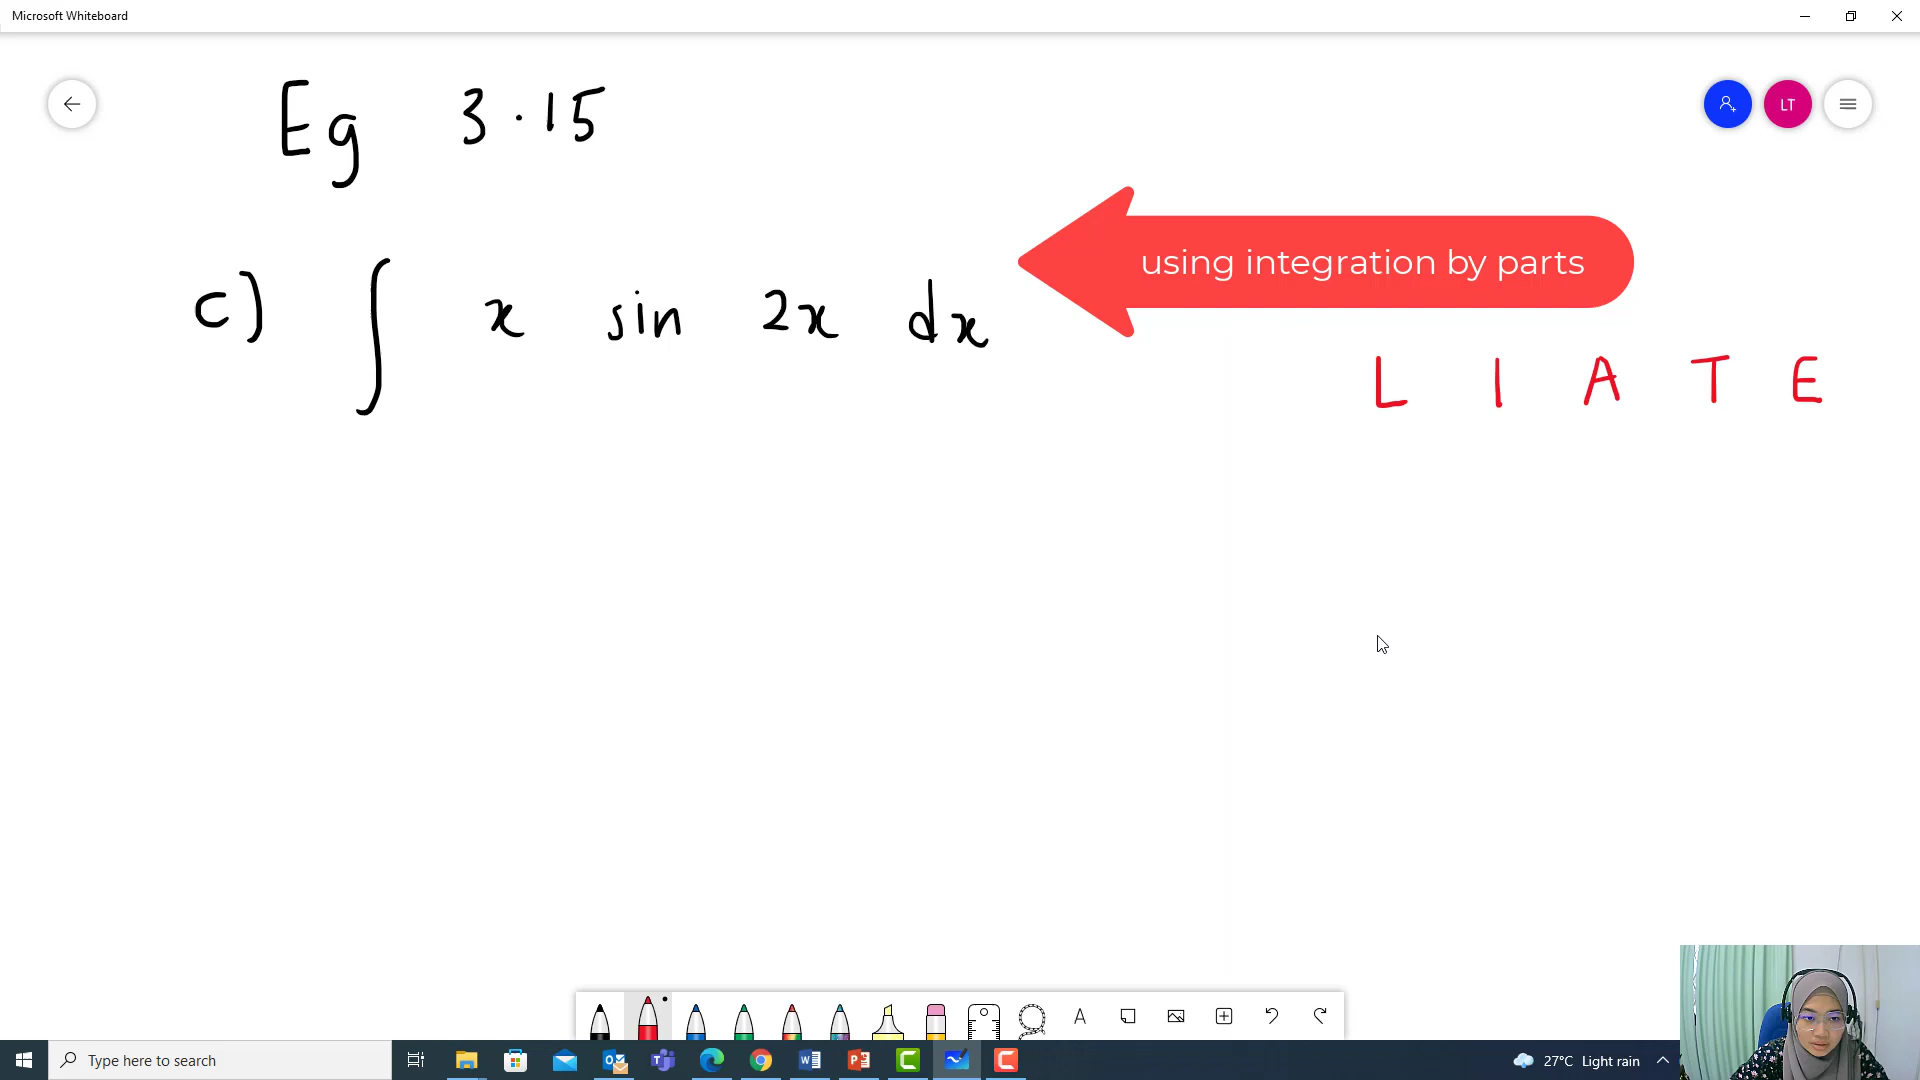 Microsoft Whiteboard
Eg 3.15
LT
using integration by parts
c) ∫ x sin 2x dx
L I A T E
A
Type here to search
27°C Light rain